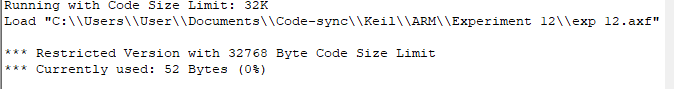 Running with Code Size Limit: 32K
Load "C:\\Users\\User\\Documents\\Code-sync\\Keil\\ARM\\Experiment 12\\exp 12.axf"
*** Restricted Version with 32768 Byte Code Size Limit
*** Currently used: 52 Bytes (0%)